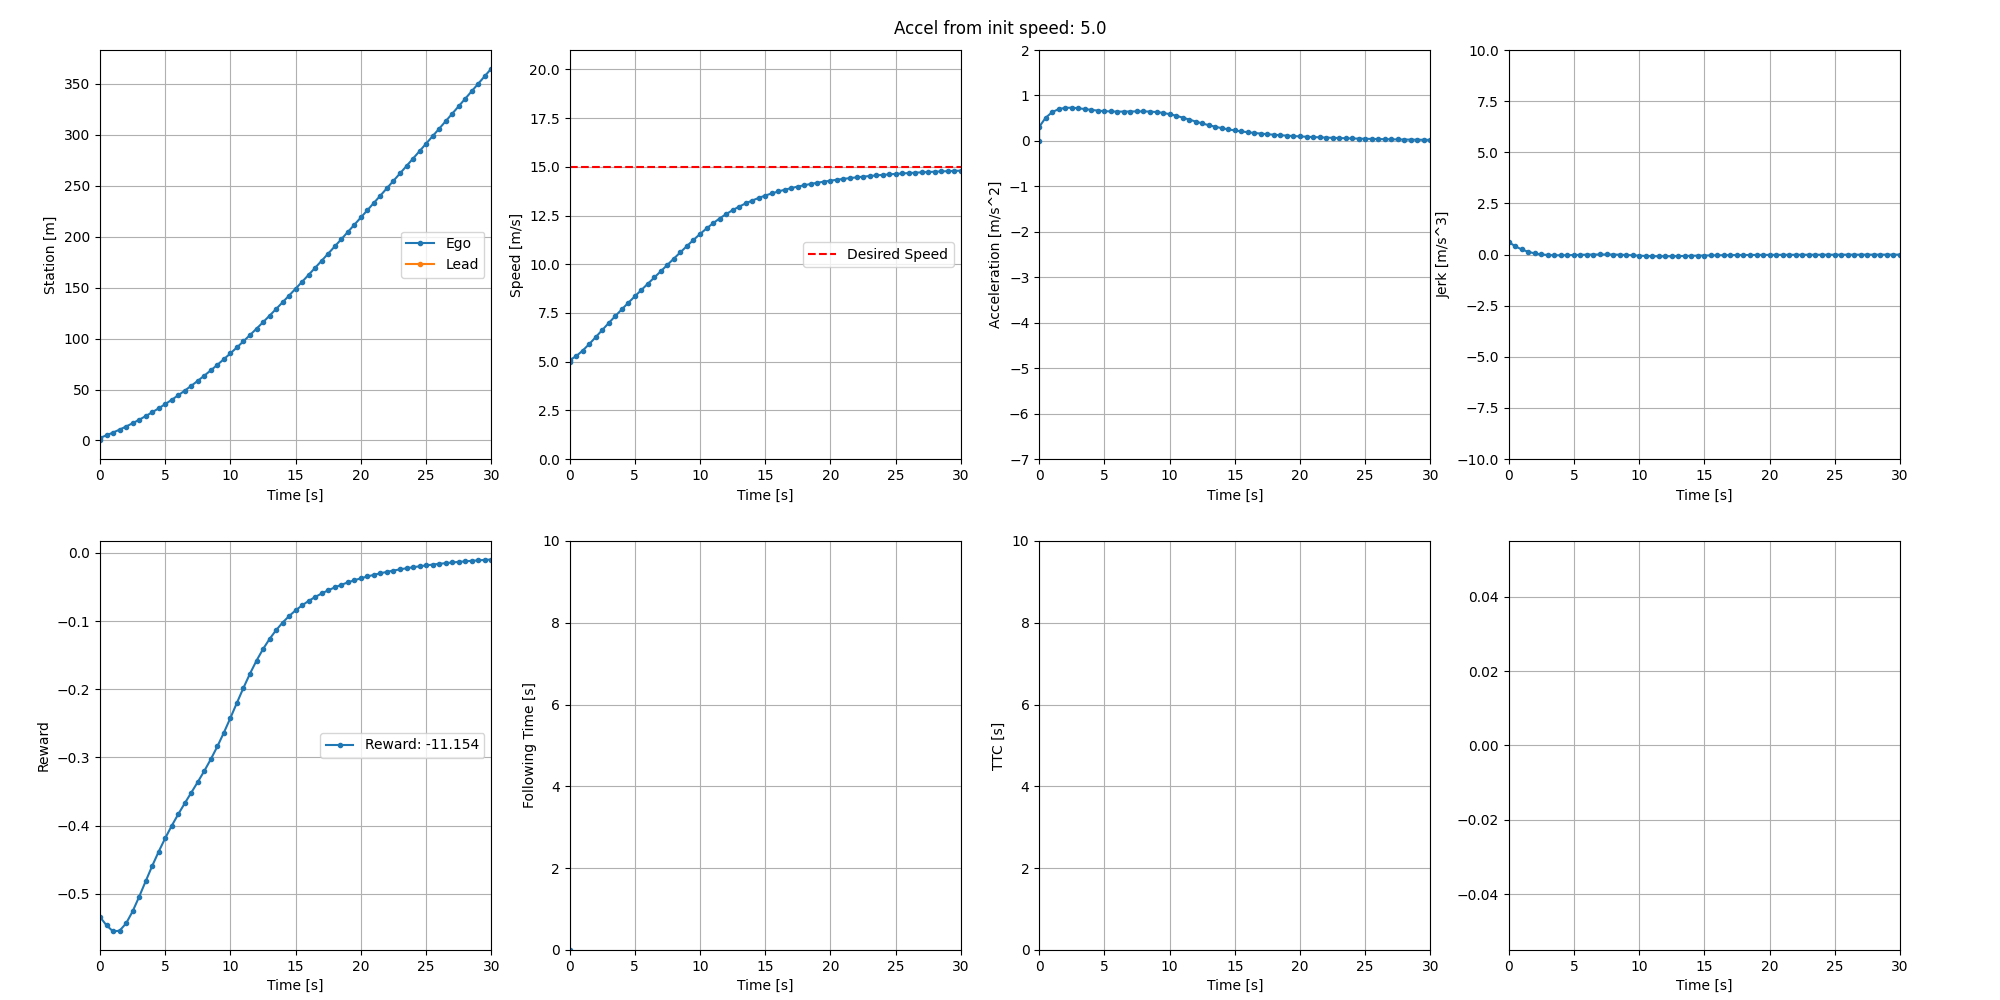 Accel from init speed: 5.0
350
300
250
200
150
100
50
0
Station [m]
Ego
Lead
0 5 10 15 20 25 30
Time [s]
20.0
17.5
15.0
12.5
10.0
7.5
5.0
2.5
0.0
Speed [m/s]
Desired Speed
0 5 10 15 20 25 30
Time [s]
2
1
0
−1
−2
−3
−4
−5
−6
−7
Acceleration [m/s^2]
0 5 10 15 20 25 30
Time [s]
10.0
7.5
5.0
2.5
0.0
−2.5
−5.0
−7.5
−10.0
Jerk [m/s^3]
0 5 10 15 20 25 30
Time [s]
0.0
−0.1
−0.2
−0.3
−0.4
−0.5
Reward
Reward: -11.154
0 5 10 15 20 25 30
Time [s]
10
8
6
4
2
0
Following Time [s]
0 5 10 15 20 25 30
Time [s]
10
8
6
4
2
0
TTC [s]
0 5 10 15 20 25 30
Time [s]
0.04
0.02
0.00
−0.02
−0.04
0 5 10 15 20 25 30
Time [s]